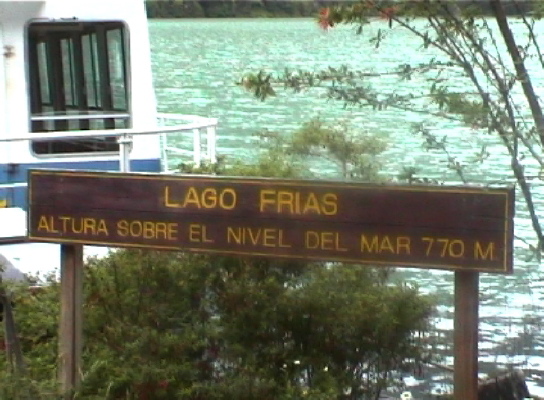 LAGO FRIAS
ALTURA SOBRE EL NIVEL DEL MAR 770 M